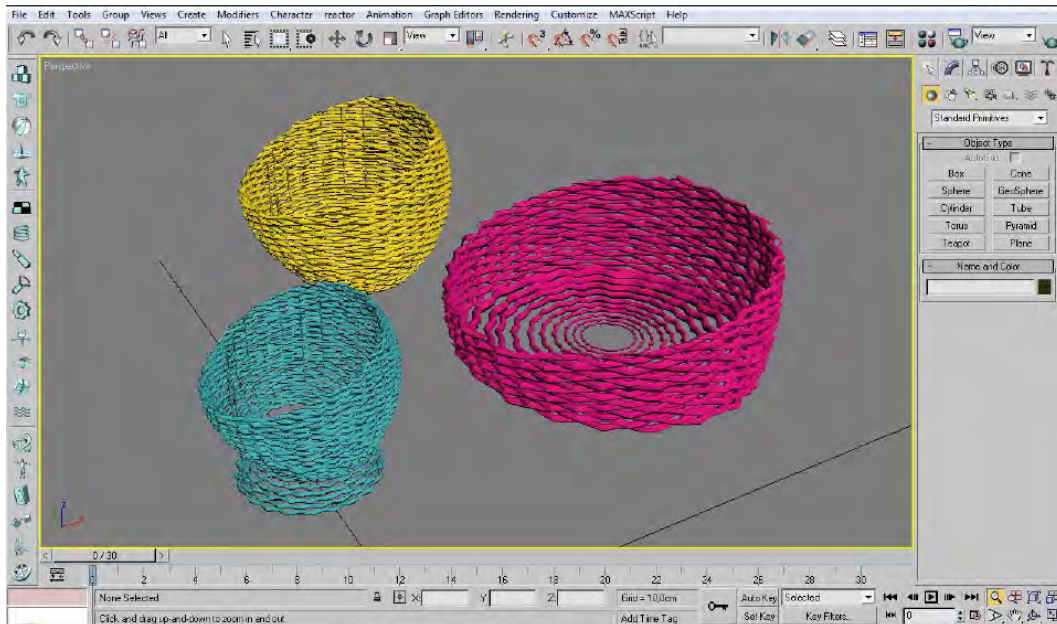 File Edit Tools Group Views Create Modifiers Character reactor Animation Graph Editors Rendering Customize MAXScript Help
All View View
Perspective
Standard Primitives
- Object Type
AutoGrid
Box Cone
Sphere GeoSphere
Cylinder Tube
Torus Pyramid
Teapot Plane
- Name and Color
z
< 0 / 30 >
0 2 4 6 8 10 12 14 16 18 20 22 24 26 28 30
None Selected X: Y: Z: Grid = 10,0cm Auto Key Selected
Click and drag up-and-down to zoom in and out Add Time Tag Set Key Key Filters... 0